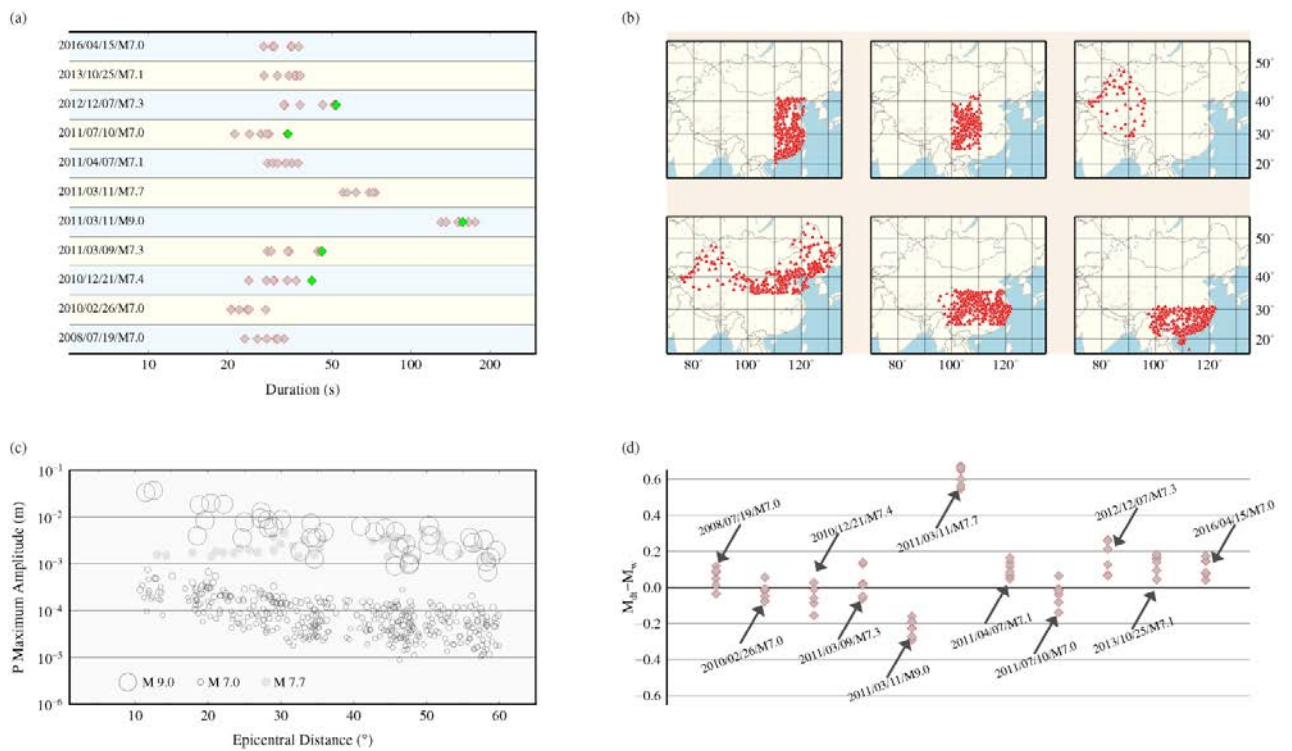 (a)
2016/04/15/M7.0
2013/10/25/M7.1
2012/12/07/M7.3
2011/07/10/M7.0
2011/04/07/M7.1
2011/03/11/M7.7
2011/03/11/M9.0
2011/03/09/M7.3
2010/12/21/M7.4
2010/02/26/M7.0
2008/07/19/M7.0
10 20 50 100 200
Duration (s)
(b)
50°
40°
30°
20°
50°
40°
30°
20°
80° 100° 120° 80° 100° 120° 80° 100° 120°
(c)
P Maximum Amplitude (m)
10−1
10−2
10−3
10−4
10−5
10−6
M 9.0 M 7.0 M 7.7
10 20 30 40 50 60
Epicentral Distance (°)
(d)
Mdt−Mw
0.6
0.4
0.2
0.0
−0.2
−0.4
−0.6
2008/07/19/M7.0
2010/02/26/M7.0
2010/12/21/M7.4
2011/03/09/M7.3
2011/03/11/M9.0
2011/03/11/M7.7
2011/04/07/M7.1
2011/07/10/M7.0
2012/12/07/M7.3
2013/10/25/M7.1
2016/04/15/M7.0